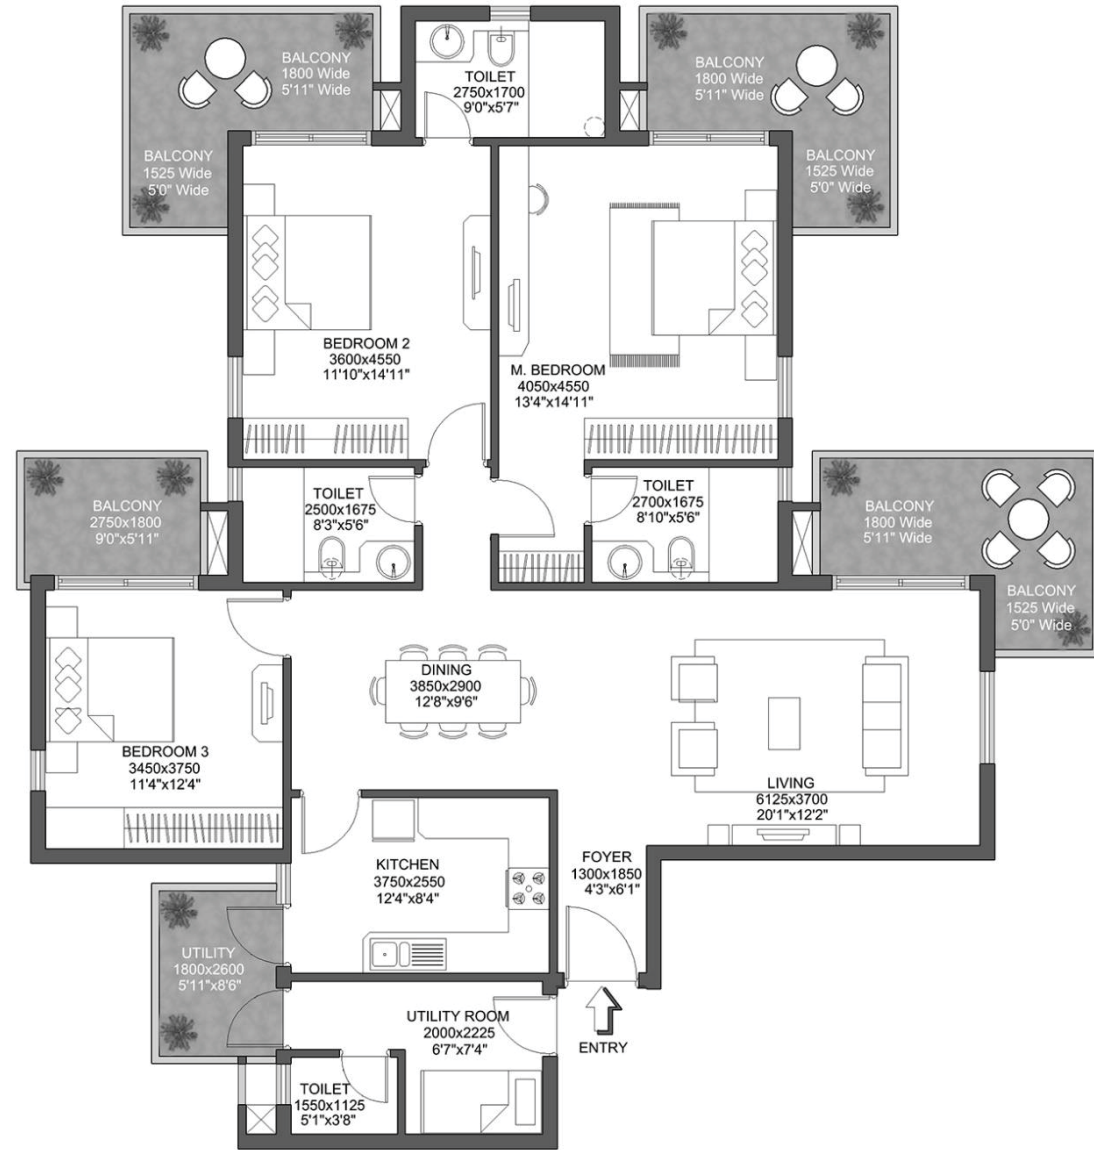 BALCONY
1800 Wide
5'11" Wide
BALCONY
1525 Wide
5'0" Wide
TOILET
2750x1700
9'0"x5'7"
BALCONY
1800 Wide
5'11" Wide
BALCONY
1525 Wide
5'0" Wide
BEDROOM 2
3600x4550
11'10"x14'11"
M. BEDROOM
4050x4550
13'4"x14'11"
BALCONY
2750x1800
9'0"x5'11"
TOILET
2500x1675
8'3"x5'6"
TOILET
2700x1675
8'10"x5'6"
BALCONY
1800 Wide
5'11" Wide
BALCONY
1525 Wide
5'0" Wide
DINING
3850x2900
12'8"x9'6"
BEDROOM 3
3450x3750
11'4"x12'4"
LIVING
6125x3700
20'1"x12'2"
KITCHEN
3750x2550
12'4"x8'4"
FOYER
1300x1850
4'3"x6'1"
UTILITY
1800x2600
5'11"x8'6"
UTILITY ROOM
2000x2225
6'7"x7'4"
ENTRY
TOILET
1550x1125
5'1"x3'8"